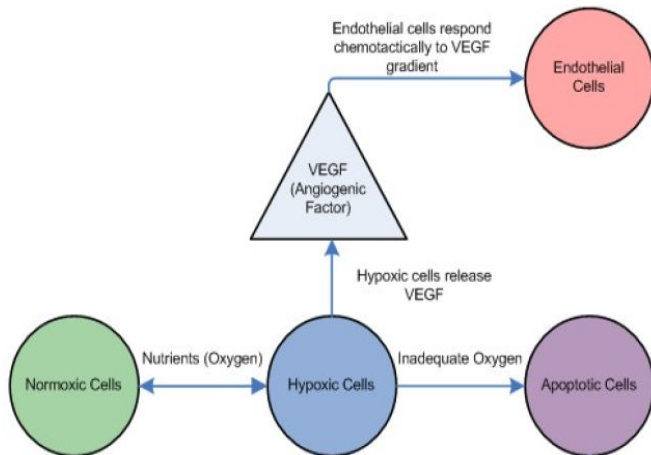 Endothelial cells respond
chemotactically to VEGF
gradient
Endothelial
Cells
VEGF
(Angiogenic
Factor)
Hypoxic cells release
VEGF
Normoxic Cells
Nutrients (Oxygen)
Hypoxic Cells
Inadequate Oxygen
Apoptotic Cells